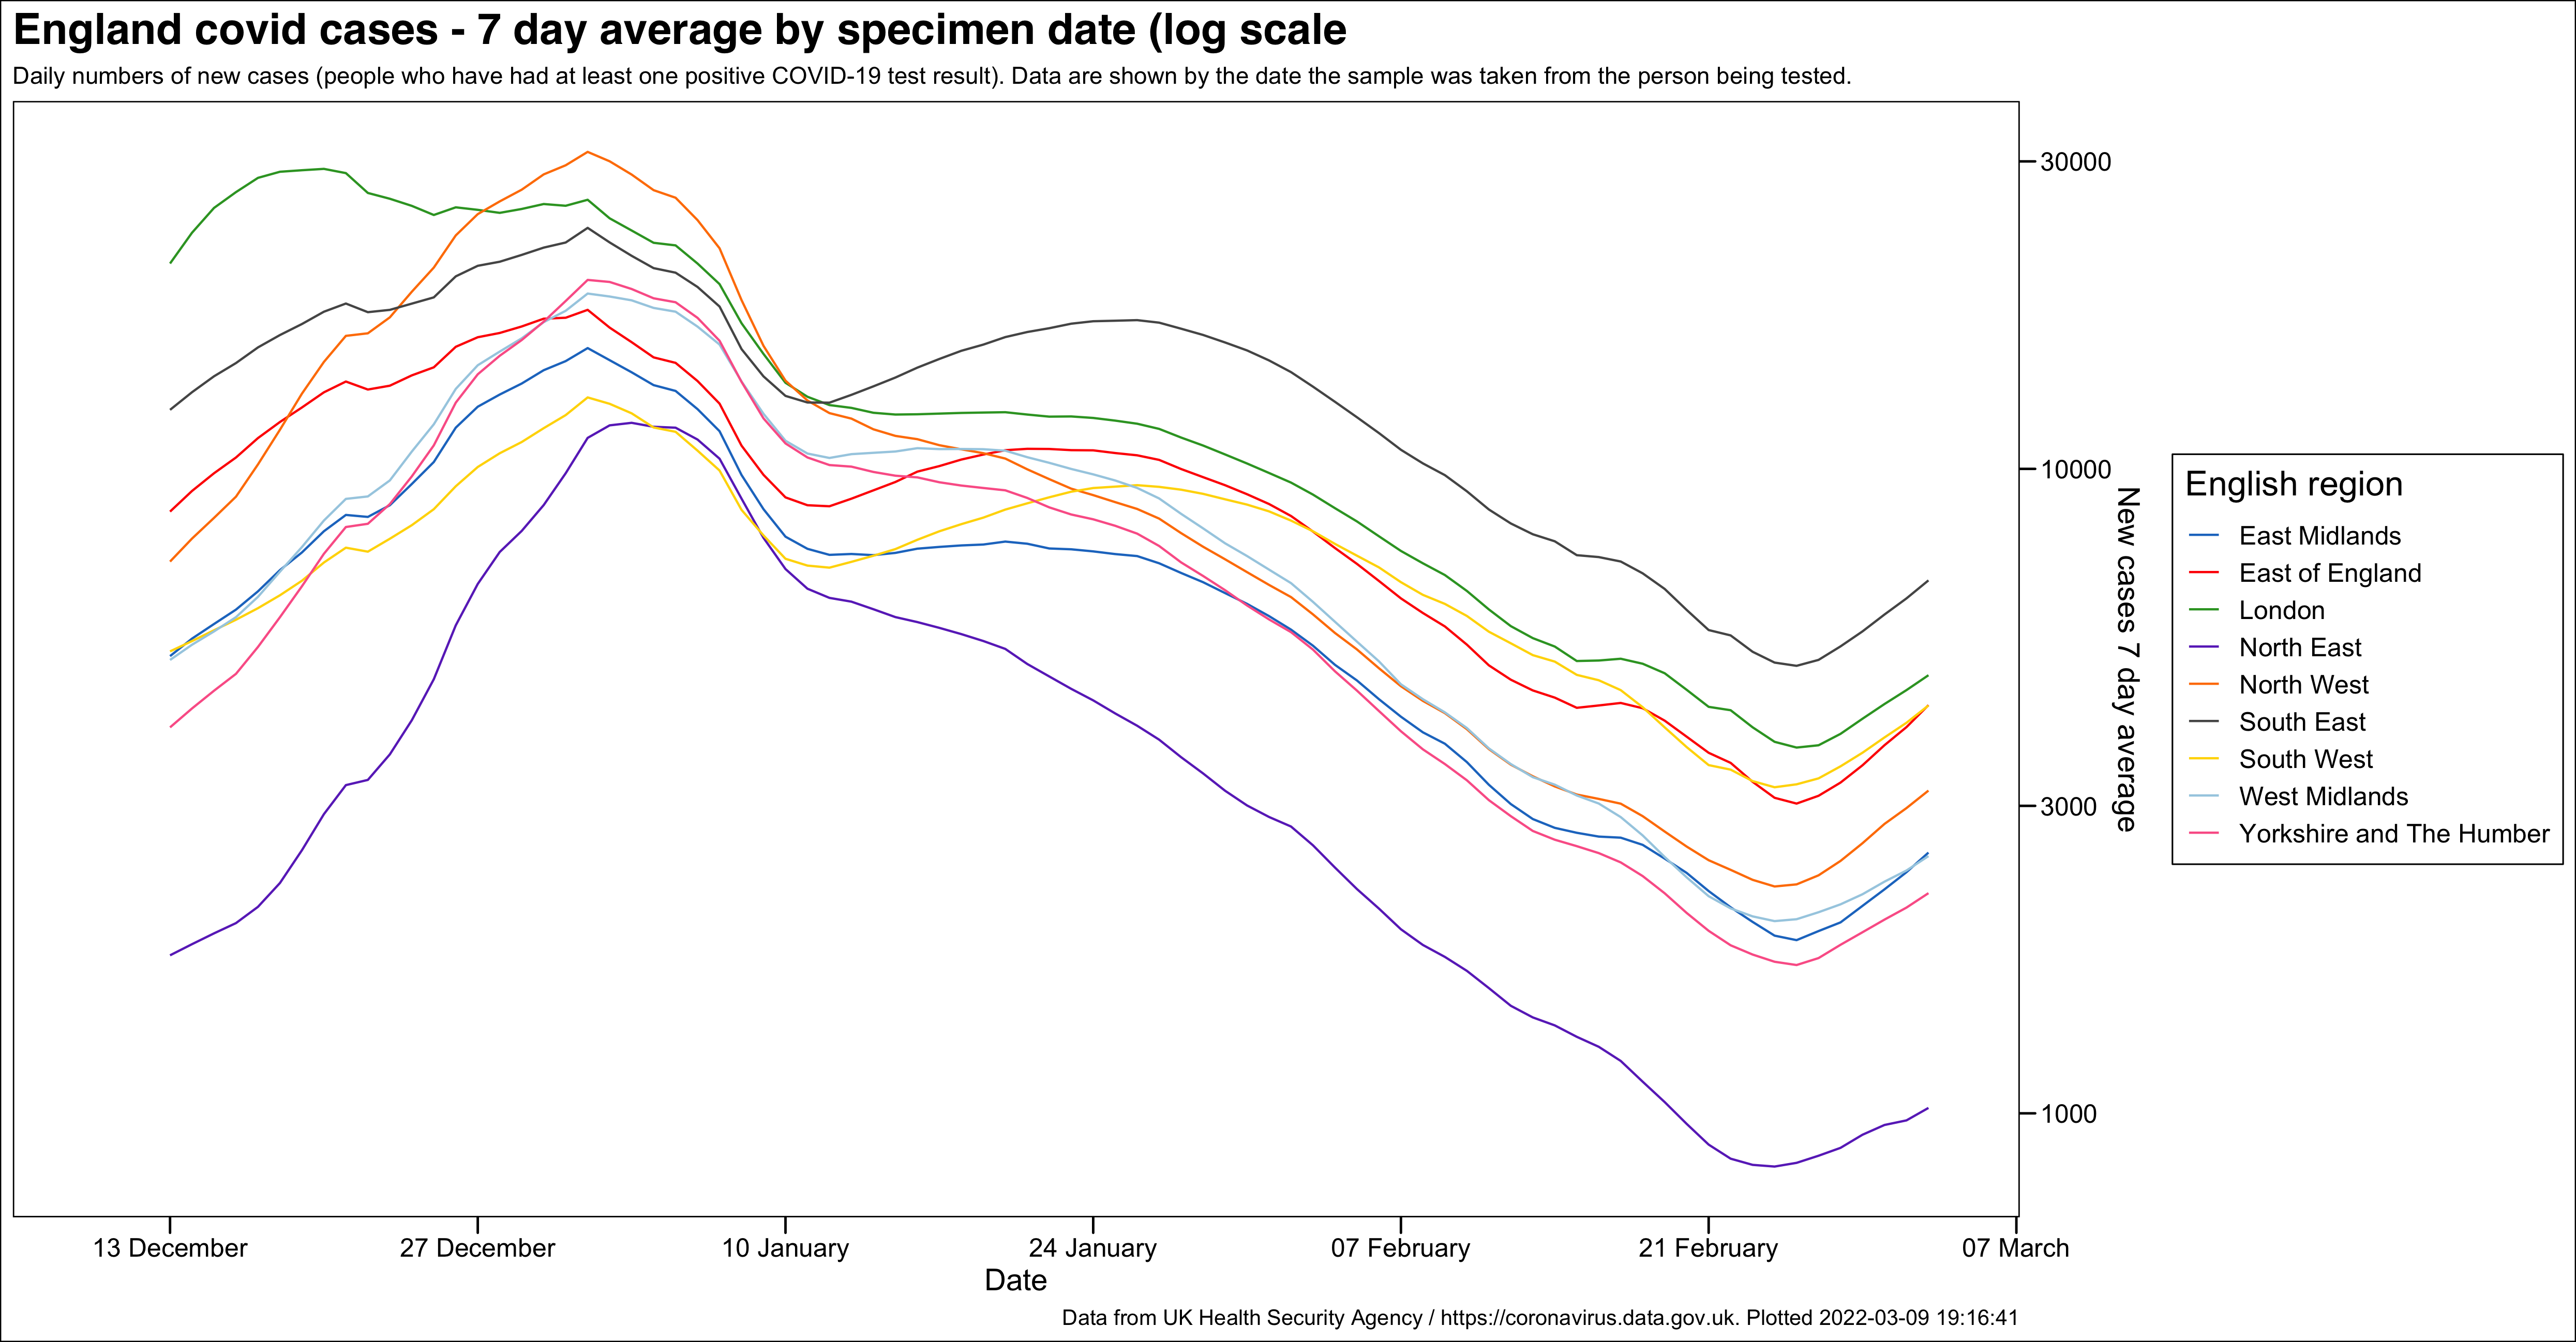 England covid cases - 7 day average by specimen date (log scale
Daily numbers of new cases (people who have had at least one positive COVID-19 test result). Data are shown by the date the sample was taken from the person being tested.
30000
10000
3000
1000
New cases 7 day average
English region
East Midlands
East of England
London
North East
North West
South East
South West
West Midlands
Yorkshire and The Humber
13 December
27 December
10 January
24 January
07 February
21 February
07 March
Date
Data from UK Health Security Agency / https://coronavirus.data.gov.uk. Plotted 2022-03-09 19:16:41